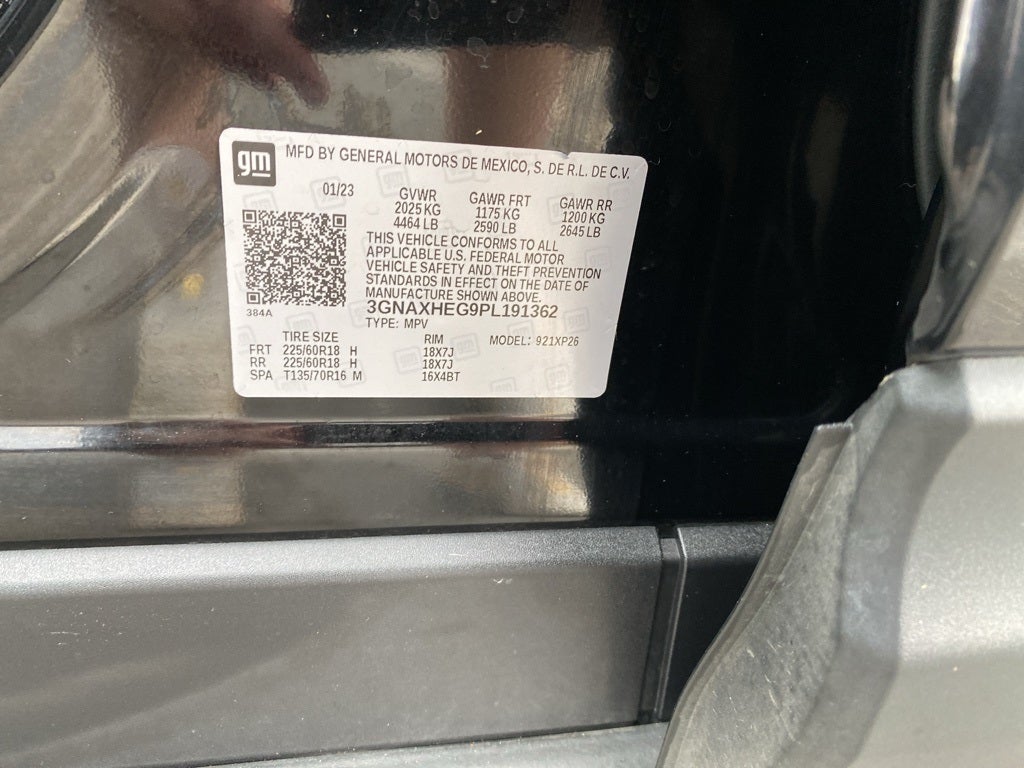 gm MFD BY GENERAL MOTORS DE MEXICO, S. DE R.L. DE C.V.
01/23 GVWR GAWR FRT GAWR RR
2025 KG 1175 KG 1200 KG
4464 LB 2590 LB 2645 LB
THIS VEHICLE CONFORMS TO ALL
APPLICABLE U.S. FEDERAL MOTOR
VEHICLE SAFETY AND THEFT PREVENTION
STANDARDS IN EFFECT ON THE DATE OF
MANUFACTURE SHOWN ABOVE.
384A 3GNAXHEG9PL191362
TYPE: MPV
TIRE SIZE RIM MODEL: 921XP26
FRT 225/60R18 H 18X7J
RR 225/60R18 H 18X7J
SPA T135/70R16 M 16X4BT